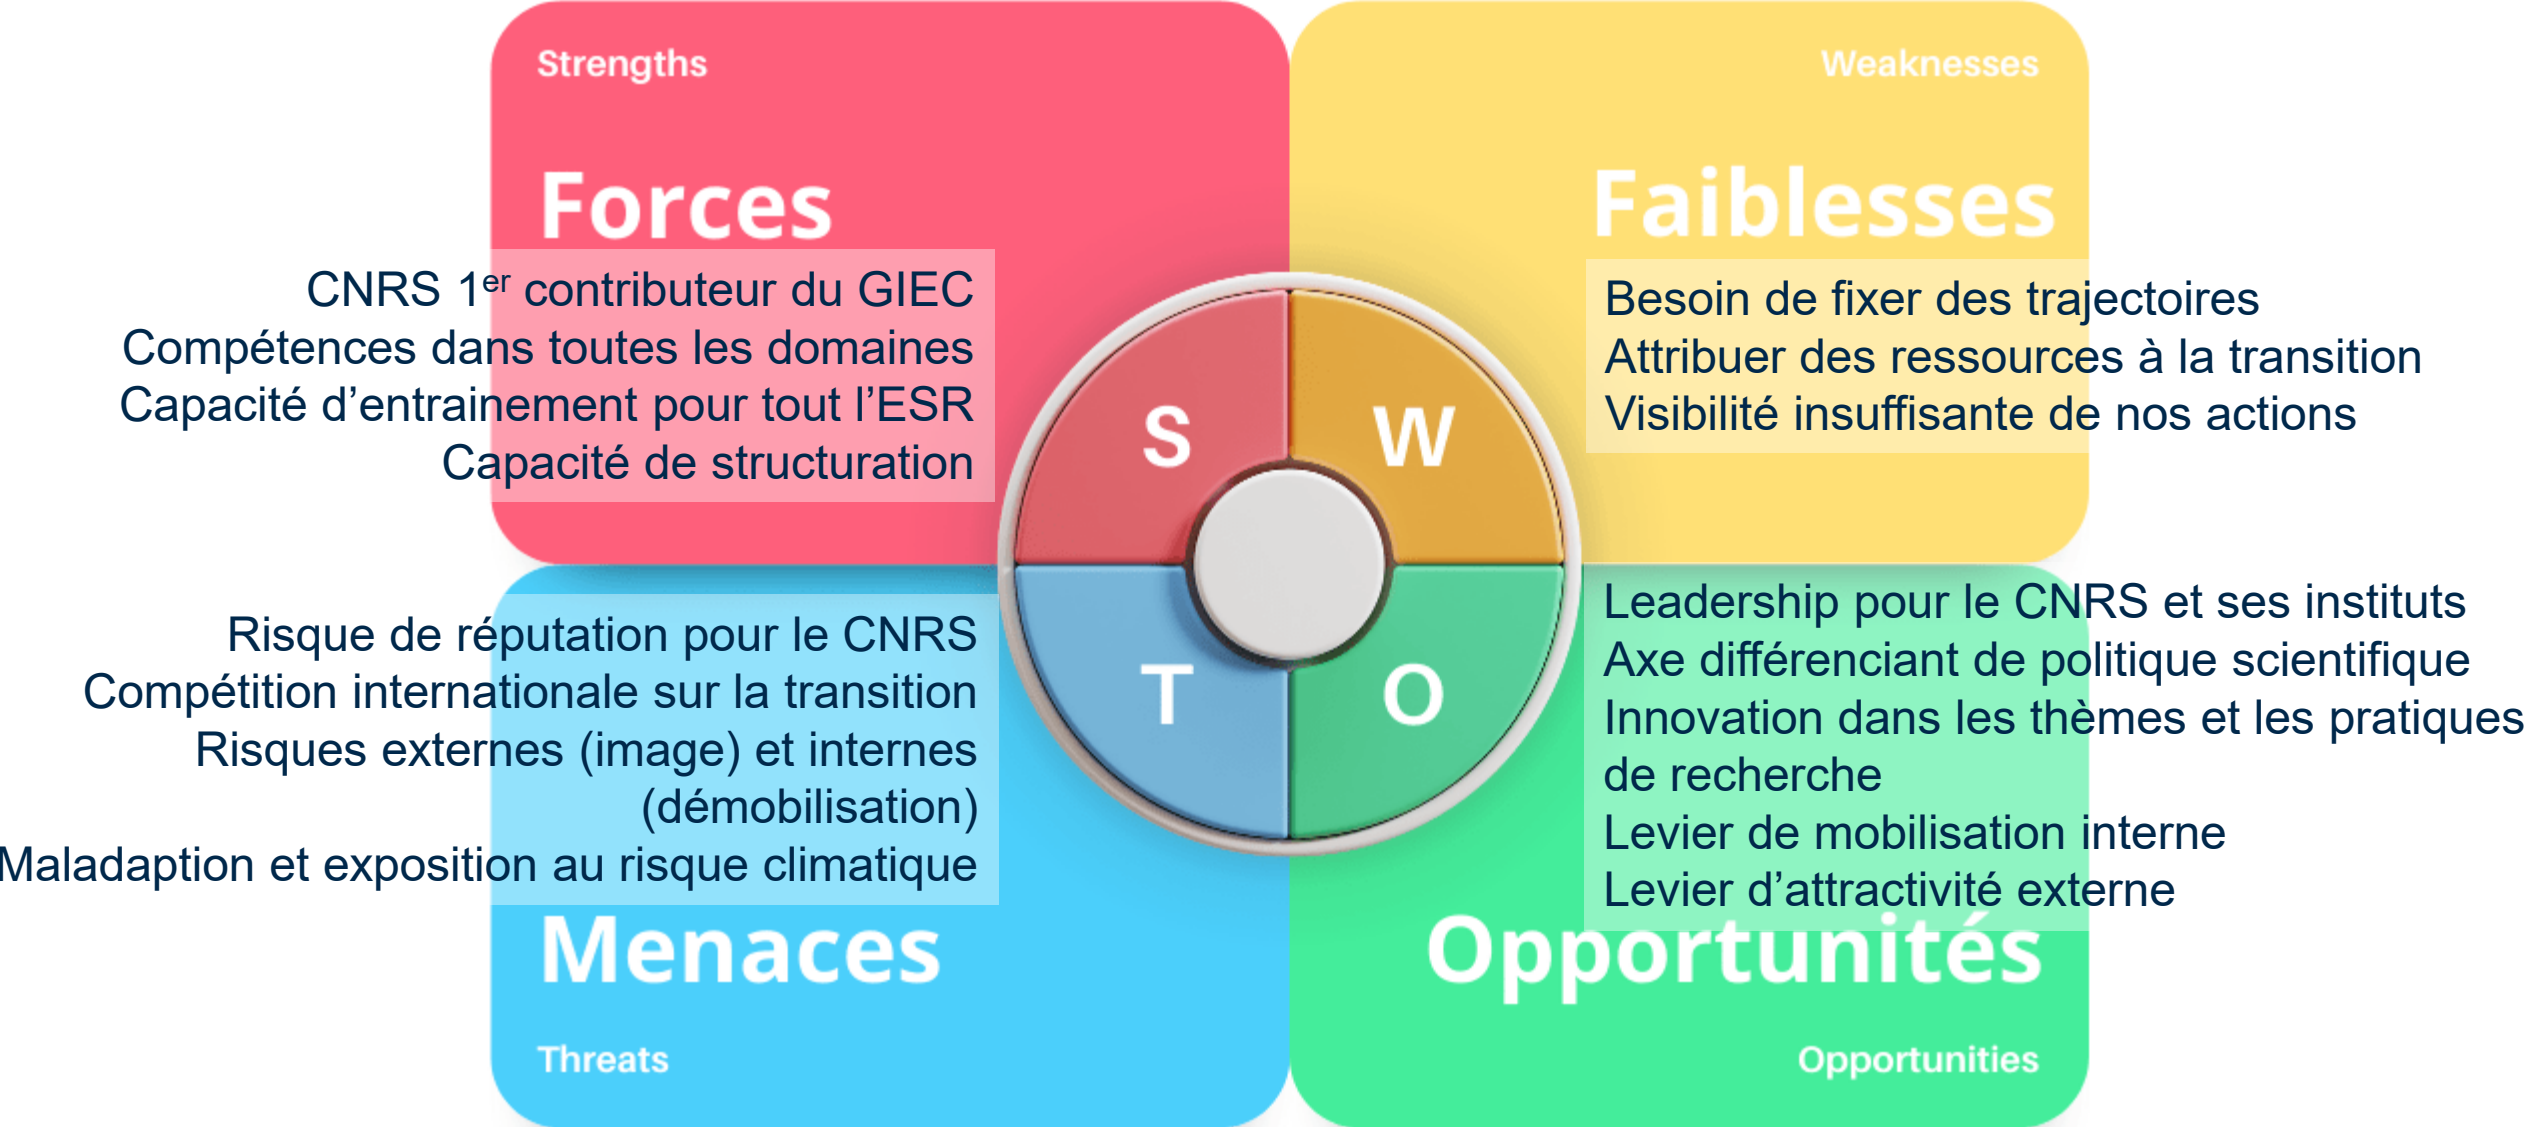 Strengths
Forces
CNRS 1er contributeur du GIEC
Compétences dans toutes les domaines
Capacité d’entrainement pour tout l’ESR
Capacité de structuration
Weaknesses
Faiblesses
Besoin de fixer des trajectoires
Attribuer des ressources à la transition
Visibilité insuffisante de nos actions
S
W
T
O
Risque de réputation pour le CNRS
Compétition internationale sur la transition
Risques externes (image) et internes
(démobilisation)
Maladaption et exposition au risque climatique
Menaces
Threats
Leadership pour le CNRS et ses instituts
Axe différenciant de politique scientifique
Innovation dans les thèmes et les pratiques
de recherche
Levier de mobilisation interne
Levier d’attractivité externe
Opportunités
Opportunities